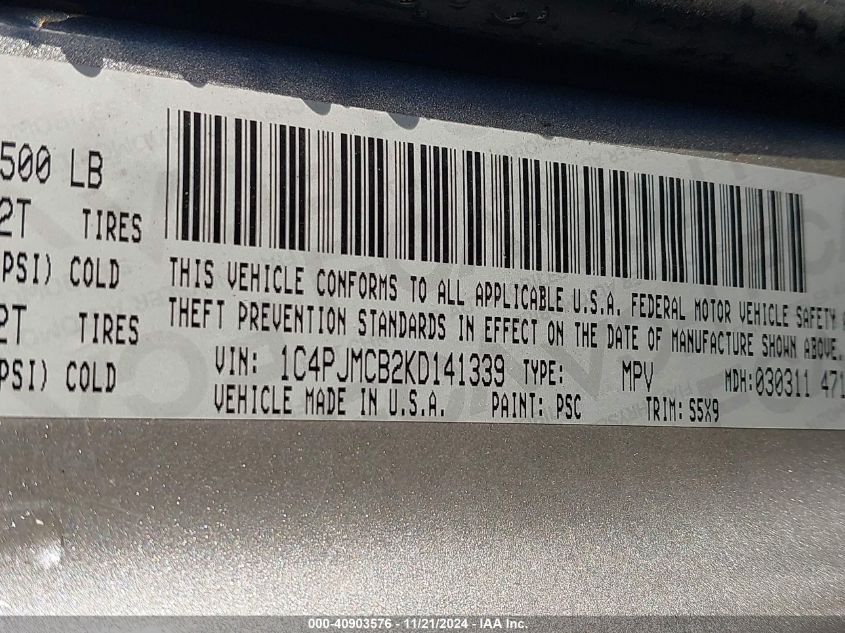 500 LB
2T TIRES
PSI) COLD
2T TIRES
PSI) COLD
THIS VEHICLE CONFORMS TO ALL APPLICABLE U.S.A. FEDERAL MOTOR VEHICLE SAFETY
THEFT PREVENTION STANDARDS IN EFFECT ON THE DATE OF MANUFACTURE SHOWN ABOVE.
VIN: 1C4PJMCB2KD141339 TYPE: MPV MDH:030311 471
VEHICLE MADE IN U.S.A. PAINT: PSC TRIM: S5X9
000-40903576 - 11/21/2024 - IAA Inc.